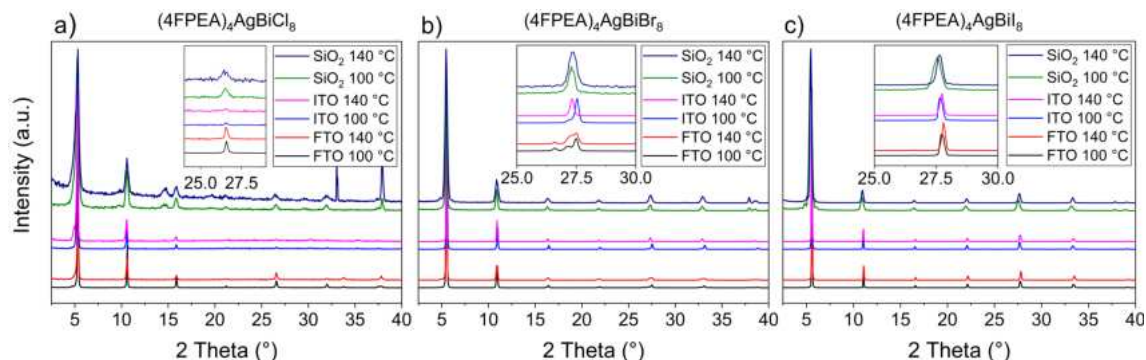 a) (4FPEA)₄AgBiCl₈
SiO₂ 140 °C
SiO₂ 100 °C
ITO 140 °C
ITO 100 °C
FTO 140 °C
FTO 100 °C
25.0 27.5
2.5 10 15 20 25 30 35 40
2 Theta (°)
Intensity (a.u.)
b) (4FPEA)₄AgBiBr₈
SiO₂ 140 °C
SiO₂ 100 °C
ITO 140 °C
ITO 100 °C
FTO 140 °C
FTO 100 °C
25.0 27.5 30.0
5 10 15 20 25 30 35 40
2 Theta (°)
c) (4FPEA)₄AgBiI₈
SiO₂ 140 °C
SiO₂ 100 °C
ITO 140 °C
ITO 100 °C
FTO 140 °C
FTO 100 °C
25.0 27.5 30.0
5 10 15 20 25 30 35 40
2 Theta (°)